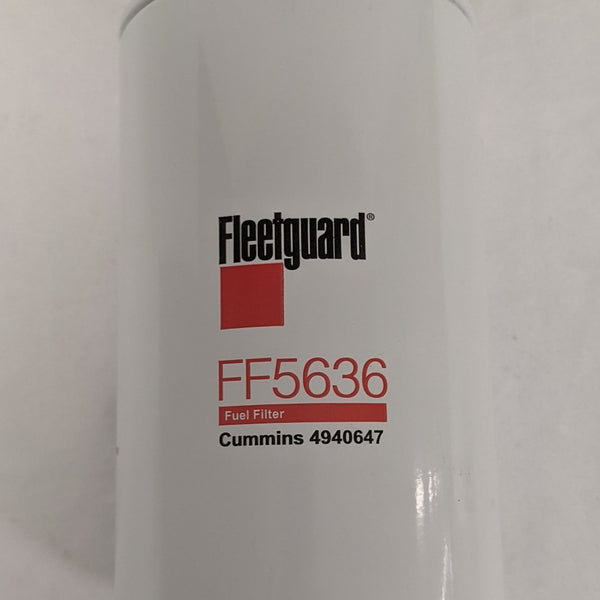 Fleetguard®
FF5636
Fuel Filter
Cummins 4940647